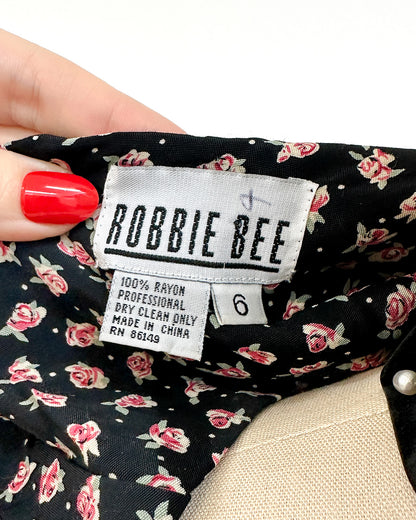 ROBBIE BEE
100% RAYON
PROFESSIONAL
DRY CLEAN ONLY
MADE IN CHINA
RN 86149
6